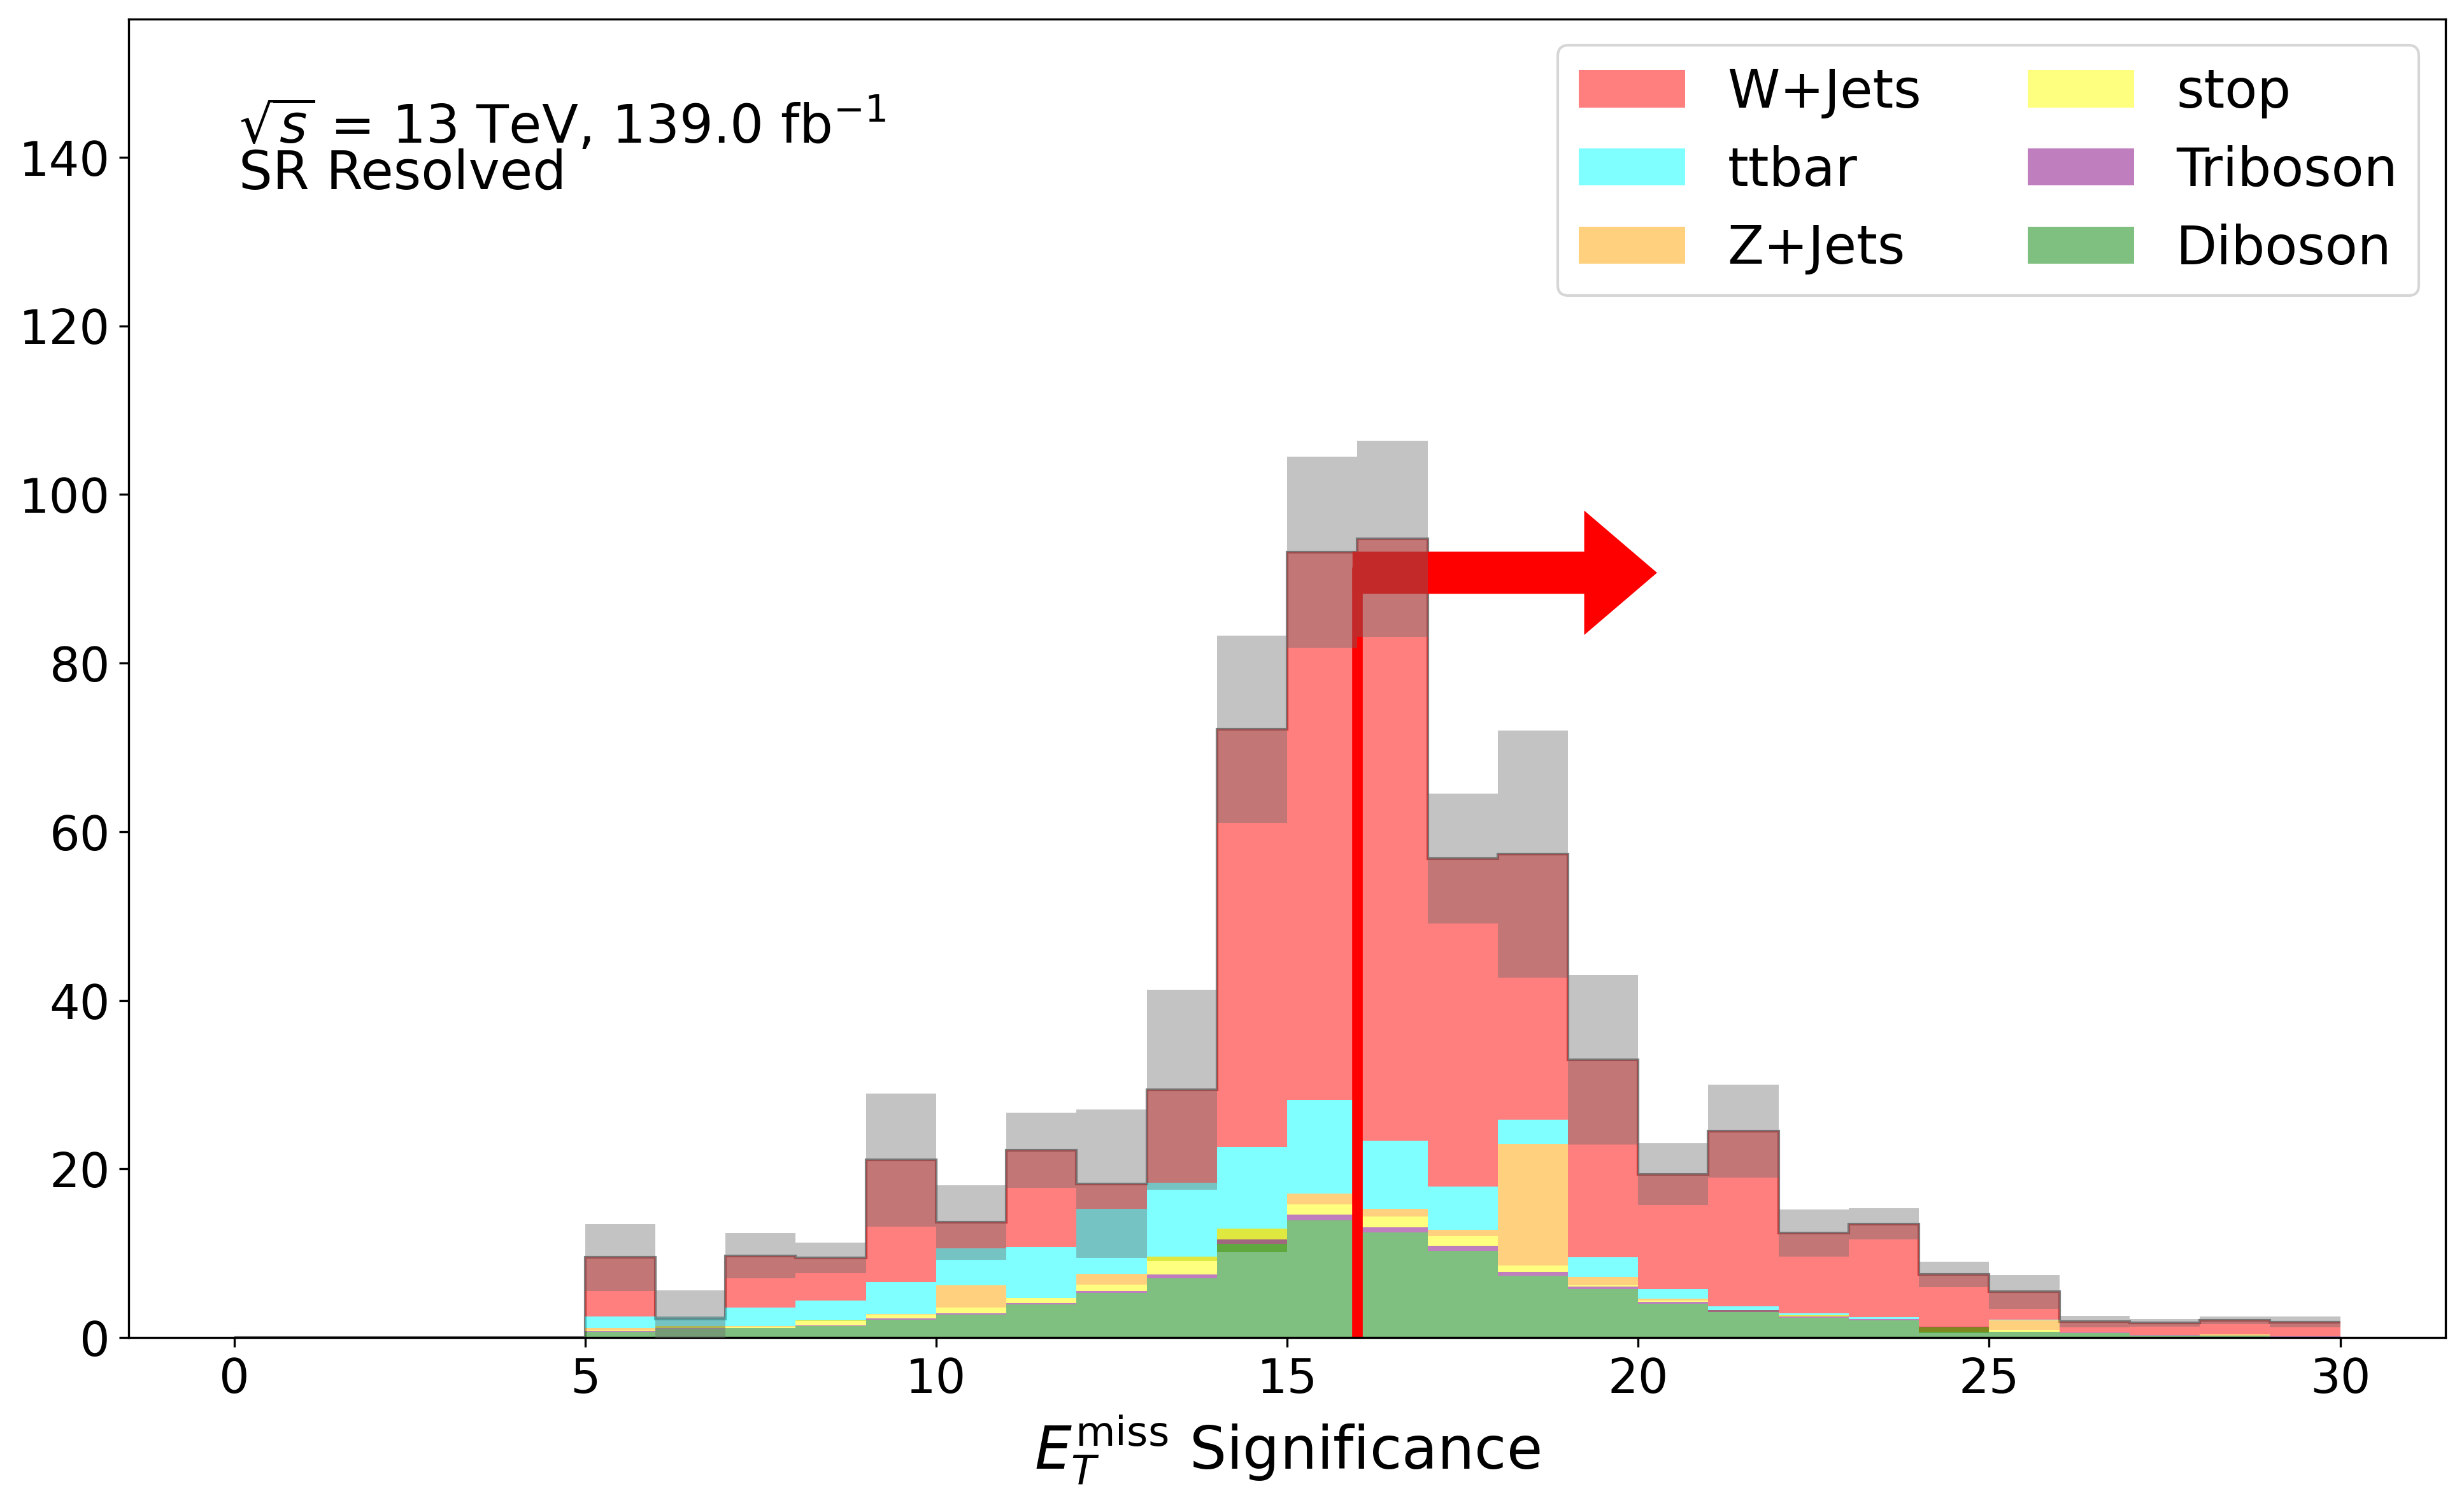 √s = 13 TeV, 139.0 fb⁻¹
SR Resolved
W+Jets
ttbar
Z+Jets
stop
Triboson
Diboson
140
120
100
80
60
40
20
0
0 5 10 15 20 25 30
E_T^miss Significance